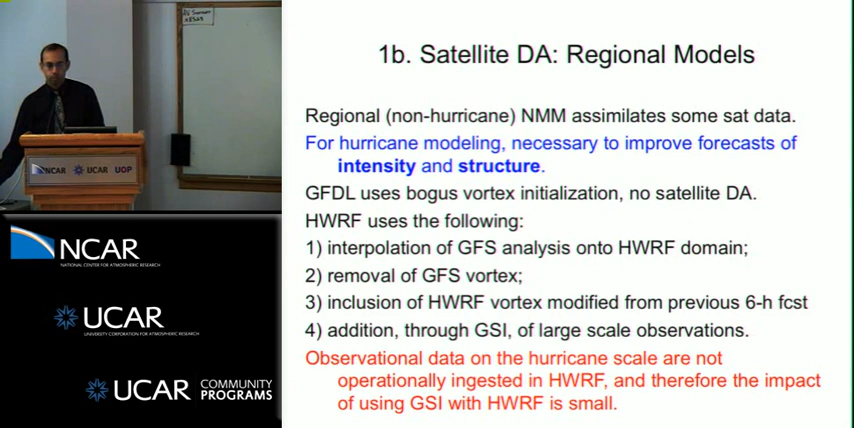 1b. Satellite DA: Regional Models
Regional (non-hurricane) NMM assimilates some sat data.
For hurricane modeling, necessary to improve forecasts of
intensity and structure.
GFDL uses bogus vortex initialization, no satellite DA.
HWRF uses the following:
1) interpolation of GFS analysis onto HWRF domain;
2) removal of GFS vortex;
3) inclusion of HWRF vortex modified from previous 6-h fcst
4) addition, through GSI, of large scale observations.
Observational data on the hurricane scale are not
operationally ingested in HWRF, and therefore the impact
of using GSI with HWRF is small.
NCAR UCAR UOP
NCAR
NATIONAL CENTER FOR ATMOSPHERIC RESEARCH
UCAR
UNIVERSITY CORPORATION FOR ATMOSPHERIC RESEARCH
UCAR COMMUNITY
PROGRAMS